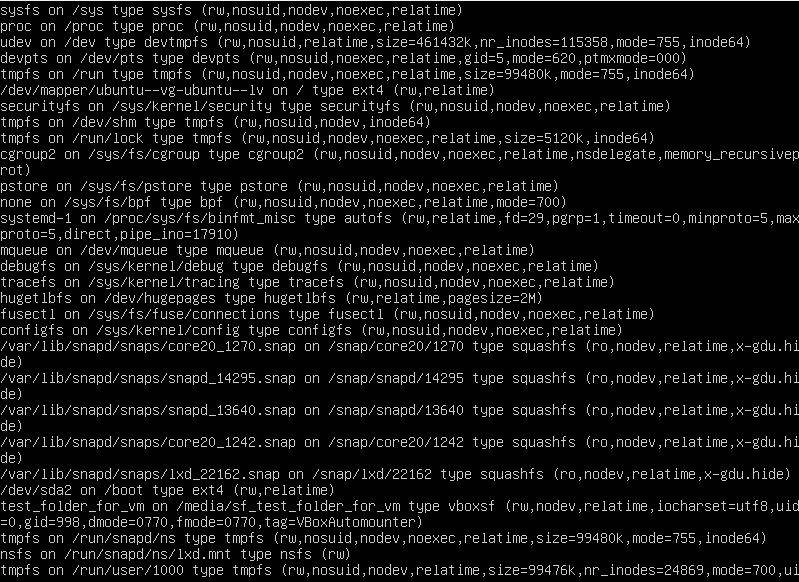 sysfs on /sys type sysfs (rw,nosuid,nodev,noexec,relatime)
proc on /proc type proc (rw,nosuid,nodev,noexec,relatime)
udev on /dev type devtmpfs (rw,nosuid,relatime,size=461432k,nr_inodes=115358,mode=755,inode64)
devpts on /dev/pts type devpts (rw,nosuid,noexec,relatime,gid=5,mode=620,ptmxmode=000)
tmpfs on /run type tmpfs (rw,nosuid,nodev,noexec,relatime,size=99480k,mode=755,inode64)
/dev/mapper/ubuntu--vg-ubuntu--lv on / type ext4 (rw,relatime)
securityfs on /sys/kernel/security type securityfs (rw,nosuid,nodev,noexec,relatime)
tmpfs on /dev/shm type tmpfs (rw,nosuid,nodev,inode64)
tmpfs on /run/lock type tmpfs (rw,nosuid,nodev,noexec,relatime,size=5120k,inode64)
cgroup2 on /sys/fs/cgroup type cgroup2 (rw,nosuid,nodev,noexec,relatime,nsdelegate,memory_recursivep
rot)
pstore on /sys/fs/pstore type pstore (rw,nosuid,nodev,noexec,relatime)
none on /sys/fs/bpf type bpf (rw,nosuid,nodev,noexec,relatime,mode=700)
systemd-1 on /proc/sys/fs/binfmt_misc type autofs (rw,relatime,fd=29,pgrp=1,timeout=0,minproto=5,max
proto=5,direct,pipe_ino=17910)
mqueue on /dev/mqueue type mqueue (rw,nosuid,nodev,noexec,relatime)
debugfs on /sys/kernel/debug type debugfs (rw,nosuid,nodev,noexec,relatime)
tracefs on /sys/kernel/tracing type tracefs (rw,nosuid,nodev,noexec,relatime)
hugetlbfs on /dev/hugepages type hugetlbfs (rw,relatime,pagesize=2M)
fusectl on /sys/fs/fuse/connections type fusectl (rw,nosuid,nodev,noexec,relatime)
configfs on /sys/kernel/config type configfs (rw,nosuid,nodev,noexec,relatime)
/var/lib/snapd/snaps/core20_1270.snap on /snap/core20/1270 type squashfs (ro,nodev,relatime,x-gdu.hi
de)
/var/lib/snapd/snaps/snapd_14295.snap on /snap/snapd/14295 type squashfs (ro,nodev,relatime,x-gdu.hi
de)
/var/lib/snapd/snaps/snapd_13640.snap on /snap/snapd/13640 type squashfs (ro,nodev,relatime,x-gdu.hi
de)
/var/lib/snapd/snaps/core20_1242.snap on /snap/core20/1242 type squashfs (ro,nodev,relatime,x-gdu.hi
de)
/var/lib/snapd/snaps/lxd_22162.snap on /snap/lxd/22162 type squashfs (ro,nodev,relatime,x-gdu.hide)
/dev/sda2 on /boot type ext4 (rw,relatime)
test_folder_for_vm on /media/sf_test_folder_for_vm type vboxsf (rw,nodev,relatime,iocharset=utf8,uid
=0,gid=998,dmode=0770,fmode=0770,tag=VBoxAutomounter)
tmpfs on /run/snapd/ns type tmpfs (rw,nosuid,nodev,noexec,relatime,size=99480k,mode=755,inode64)
nsfs on /run/snapd/ns/lxd.mnt type nsfs (rw)
tmpfs on /run/user/1000 type tmpfs (rw,nosuid,nodev,relatime,size=99476k,nr_inodes=24869,mode=700,ui